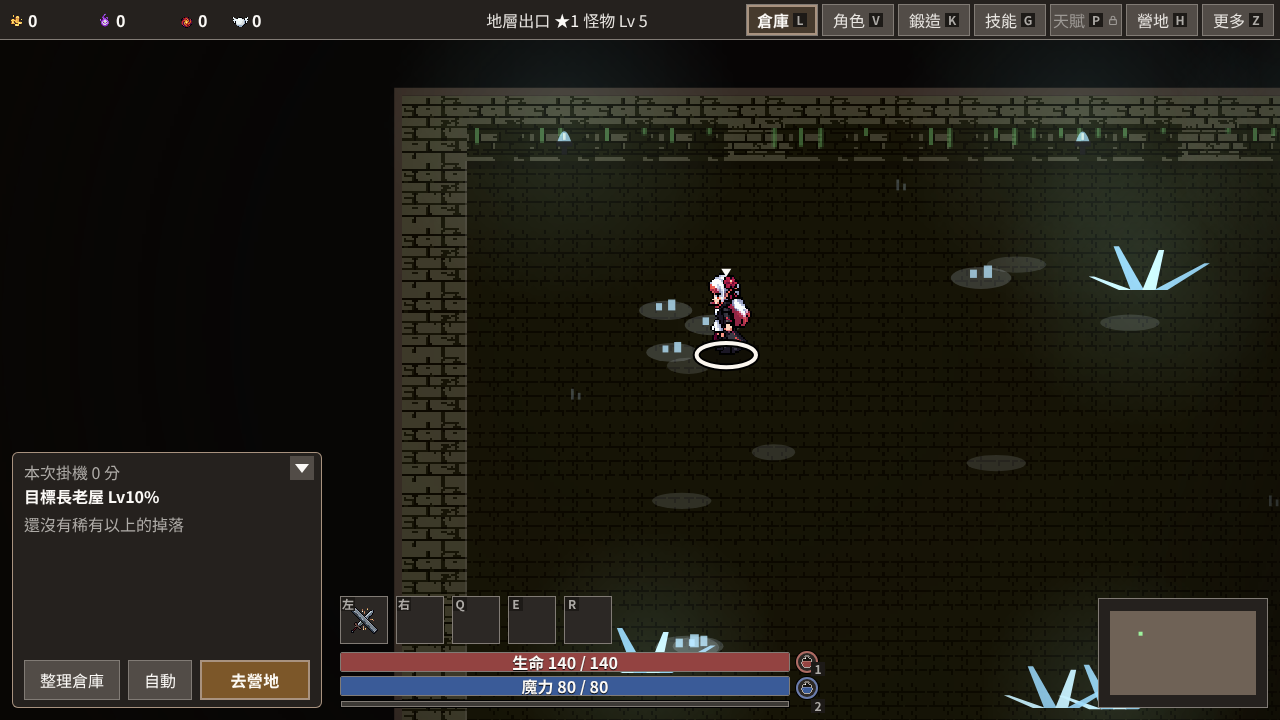 0 0 0 0
地層出口 ★1 怪物 Lv 5
倉庫 L 角色 V 鍛造 K 技能 G 天賦 P 營地 H 更多 Z
本次掛機 0 分
目標長老屋 Lv10%
還沒有稀有以上的掉落
整理倉庫 自動 去營地
左 右 Q E R
生命 140 / 140 1
魔力 80 / 80 2